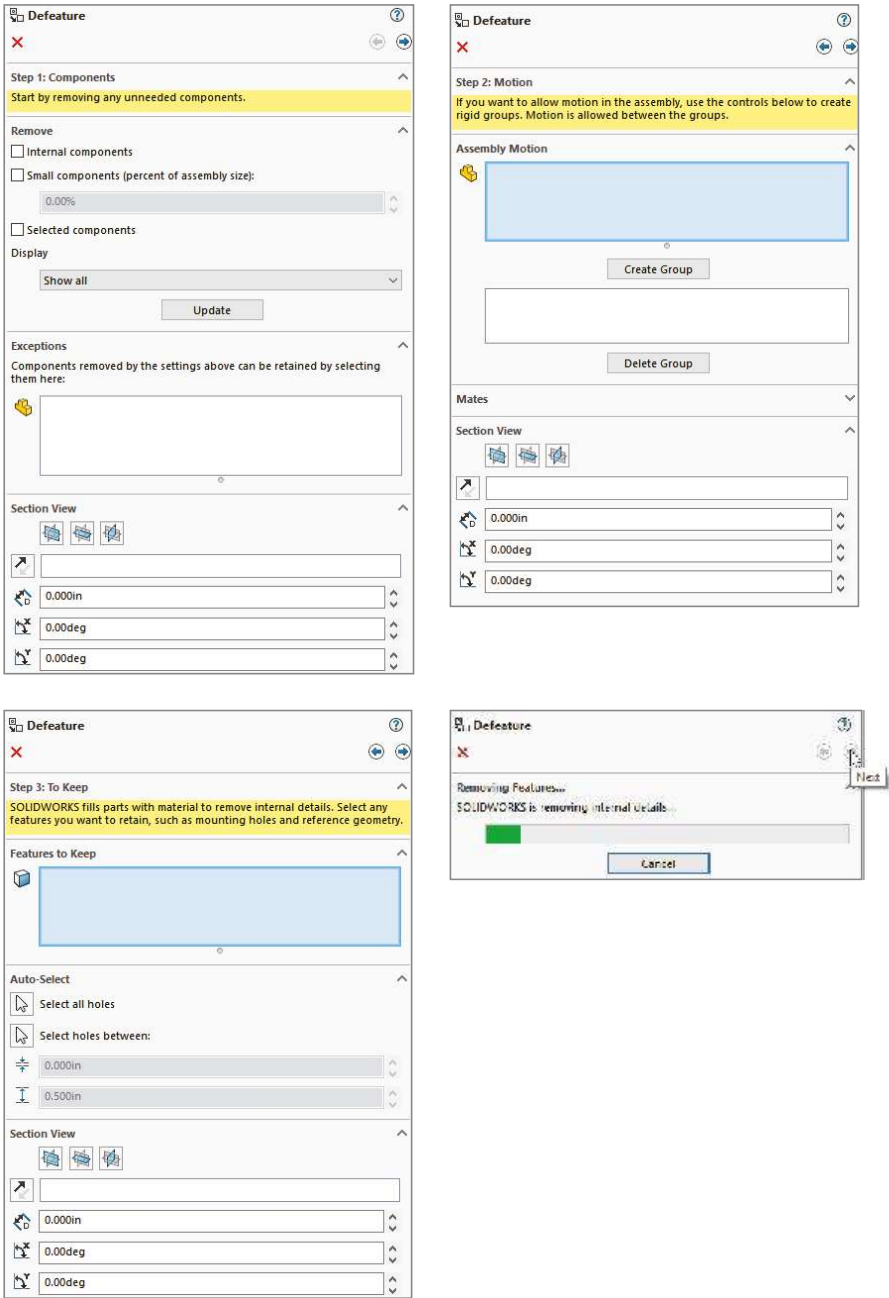 Defeature
Step 1: Components
Start by removing any unneeded components.
Remove
Internal components
Small components (percent of assembly size):
0.00%
Selected components
Display
Show all
Update
Exceptions
Components removed by the settings above can be retained by selecting
them here:
Section View
0.000in
0.00deg
0.00deg
Defeature
Step 2: Motion
If you want to allow motion in the assembly, use the controls below to create
rigid groups. Motion is allowed between the groups.
Assembly Motion
Create Group
Delete Group
Mates
Section View
0.000in
0.00deg
0.00deg
Defeature
Step 3: To Keep
SOLIDWORKS fills parts with material to remove internal details. Select any
features you want to retain, such as mounting holes and reference geometry.
Features to Keep
Auto-Select
Select all holes
Select holes between:
0.000in
0.500in
Section View
0.000in
0.00deg
0.00deg
Defeature
Next
Removing Features...
SOLIDWORKS is removing internal details...
Cancel